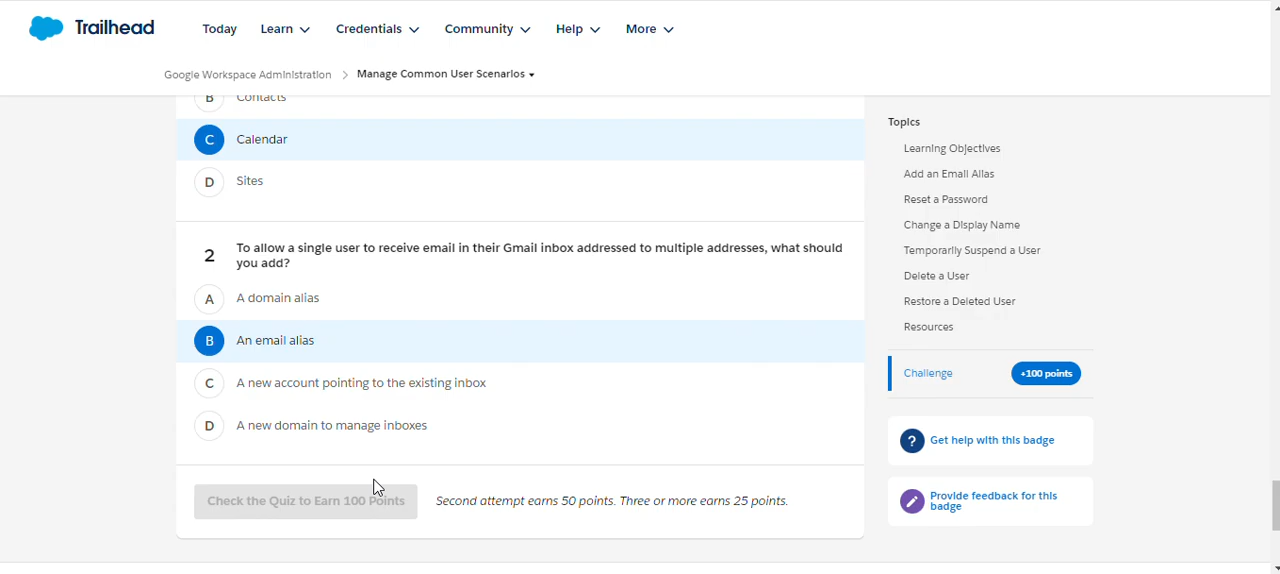 Trailhead
Today
Learn
Credentials
Community
Help
More
Google Workspace Administration
Manage Common User Scenarios
B
Contacts
C
Calendar
D
Sites
2
To allow a single user to receive email in their Gmail inbox addressed to multiple addresses, what should
you add?
A
A domain alias
B
An email alias
C
A new account pointing to the existing inbox
D
A new domain to manage inboxes
Check the Quiz to Earn 100 Points
Second attempt earns 50 points. Three or more earns 25 points.
Topics
Learning Objectives
Add an Email Alias
Reset a Password
Change a Display Name
Temporarily Suspend a User
Delete a User
Restore a Deleted User
Resources
Challenge
+100 points
?
Get help with this badge
Provide feedback for this
badge